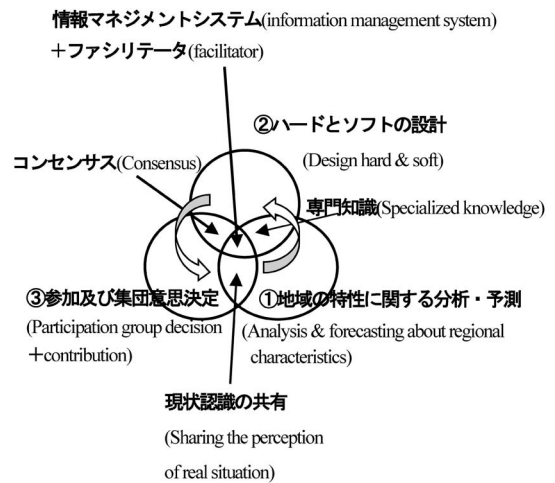 情報マネジメントシステム(information management system)
＋ファシリテータ(facilitator)
②ハードとソフトの設計
(Design hard & soft)
コンセンサス(Consensus)
専門知識(Specialized knowledge)
③参加及び集団意思決定
(Participation group decision
＋contribution)
①地域の特性に関する分析・予測
(Analysis & forecasting about regional
characteristics)
現状認識の共有
(Sharing the perception
of real situation)